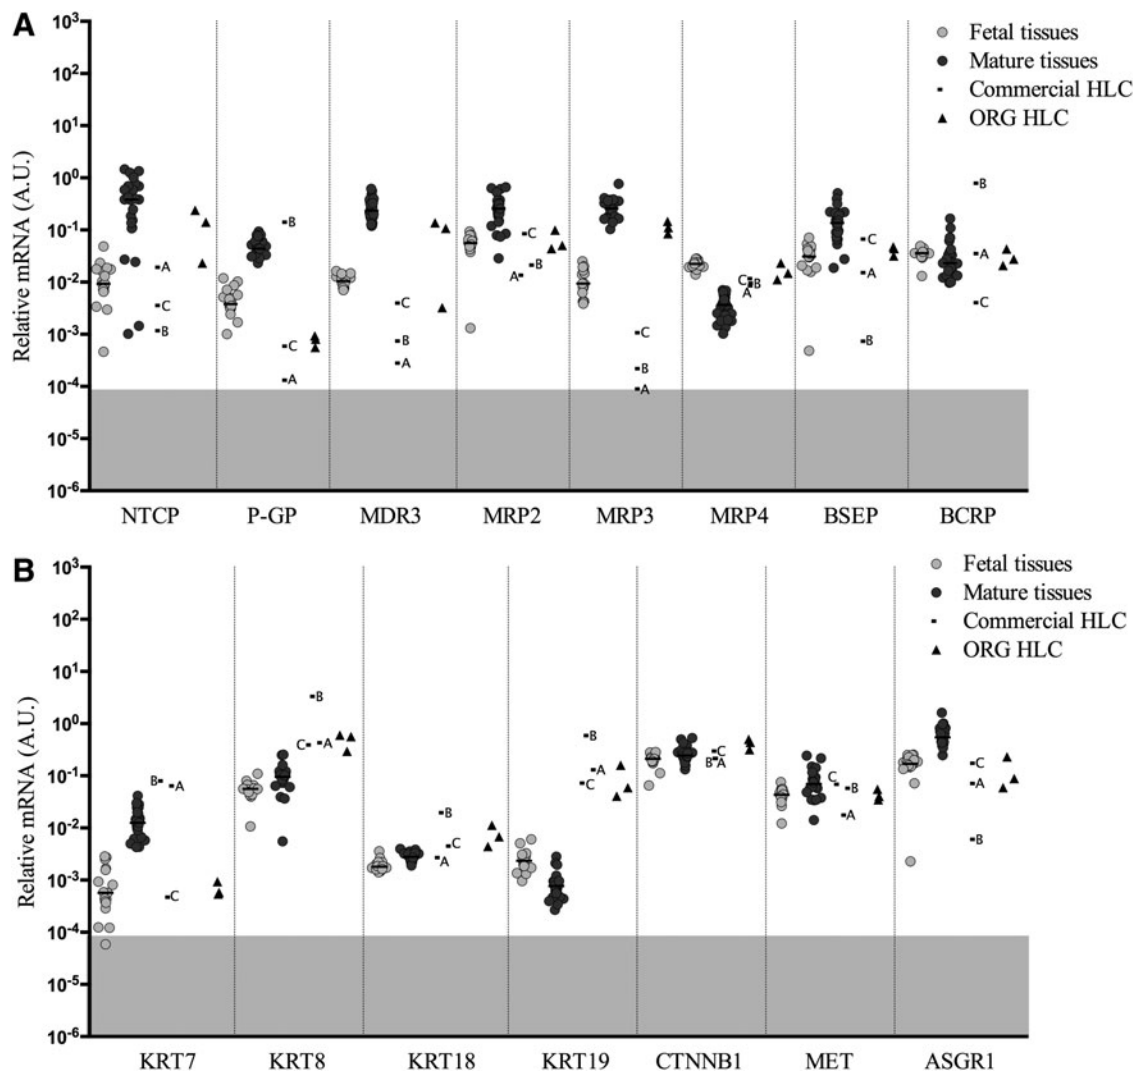 A
Fetal tissues
Mature tissues
Commercial HLC
ORG HLC
Relative mRNA (A.U.)
10³
10²
10¹
10⁰
10⁻¹
10⁻²
10⁻³
10⁻⁴
10⁻⁵
10⁻⁶
A
C
B
B
C
A
C
B
A
C
B
A
C
B
A
C
B
A
C
A
B
B
A
C
NTCP P-GP MDR3 MRP2 MRP3 MRP4 BSEP BCRP
B
Fetal tissues
Mature tissues
Commercial HLC
ORG HLC
Relative mRNA (A.U.)
10³
10²
10¹
10⁰
10⁻¹
10⁻²
10⁻³
10⁻⁴
10⁻⁵
10⁻⁶
B A
C
B
C A
B
C
A
B
A
C
C
B A
C
B
A
C
A
B
KRT7 KRT8 KRT18 KRT19 CTNNB1 MET ASGR1